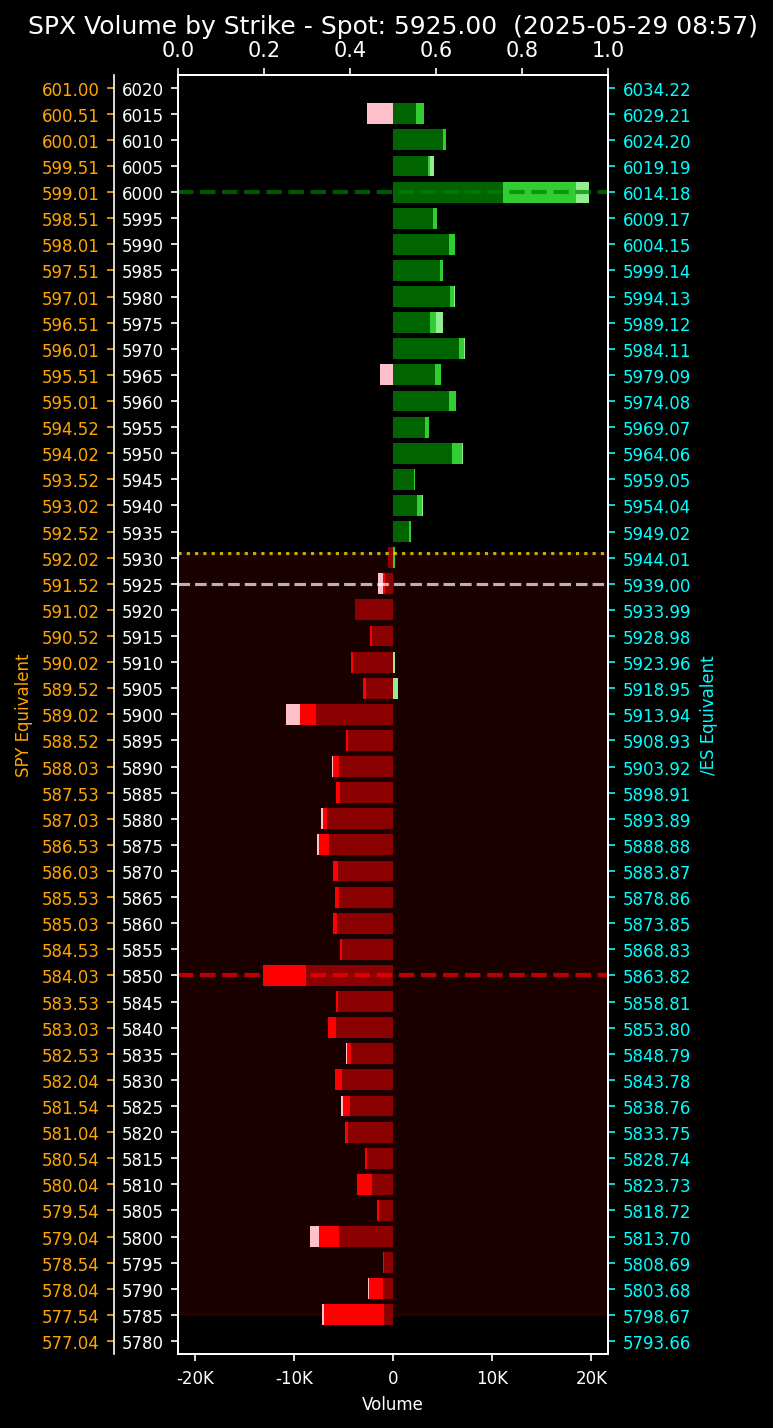 SPX Volume by Strike - Spot: 5925.00 (2025-05-29 08:57)
0.0 0.2 0.4 0.6 0.8 1.0
601.00 6020 6034.22
600.51 6015 6029.21
600.01 6010 6024.20
599.51 6005 6019.19
599.01 6000 6014.18
598.51 5995 6009.17
598.01 5990 6004.15
597.51 5985 5999.14
597.01 5980 5994.13
596.51 5975 5989.12
596.01 5970 5984.11
595.51 5965 5979.09
595.01 5960 5974.08
594.52 5955 5969.07
594.02 5950 5964.06
593.52 5945 5959.05
593.02 5940 5954.04
592.52 5935 5949.02
592.02 5930 5944.01
591.52 5925 5939.00
591.02 5920 5933.99
590.52 5915 5928.98
590.02 5910 5923.96
589.52 5905 5918.95
589.02 5900 5913.94
588.52 5895 5908.93
588.03 5890 5903.92
587.53 5885 5898.91
587.03 5880 5893.89
586.53 5875 5888.88
586.03 5870 5883.87
585.53 5865 5878.86
585.03 5860 5873.85
584.53 5855 5868.83
584.03 5850 5863.82
583.53 5845 5858.81
583.03 5840 5853.80
582.53 5835 5848.79
582.04 5830 5843.78
581.54 5825 5838.76
581.04 5820 5833.75
580.54 5815 5828.74
580.04 5810 5823.73
579.54 5805 5818.72
579.04 5800 5813.70
578.54 5795 5808.69
578.04 5790 5803.68
577.54 5785 5798.67
577.04 5780 5793.66
SPY Equivalent
/ES Equivalent
-20K -10K 0 10K 20K
Volume